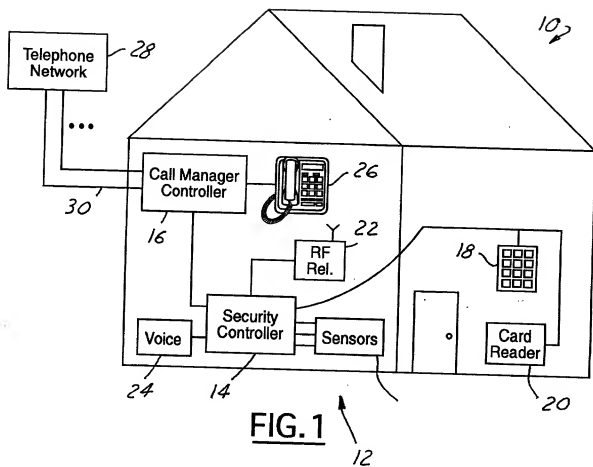 10
Telephone
Network
28
Call Manager
Controller
26
30
16
22
RF
Rel.
18
Security
Controller
Voice
Sensors
Card
Reader
24
14
20
FIG. 1
12